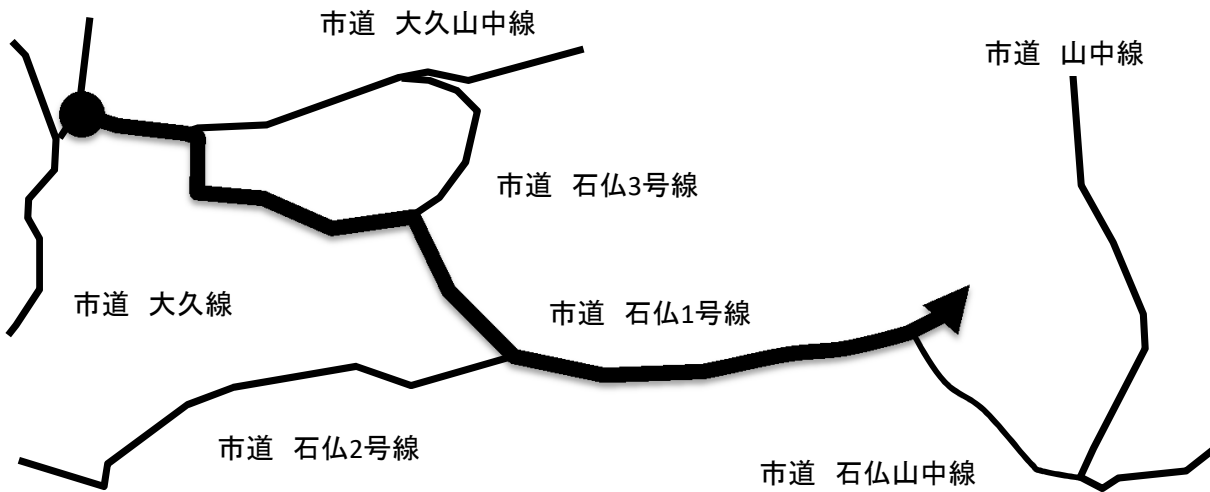 市道　大久山中線
市道　山中線
市道　石仏3号線
市道　大久線
市道　石仏1号線
市道　石仏2号線
市道　石仏山中線